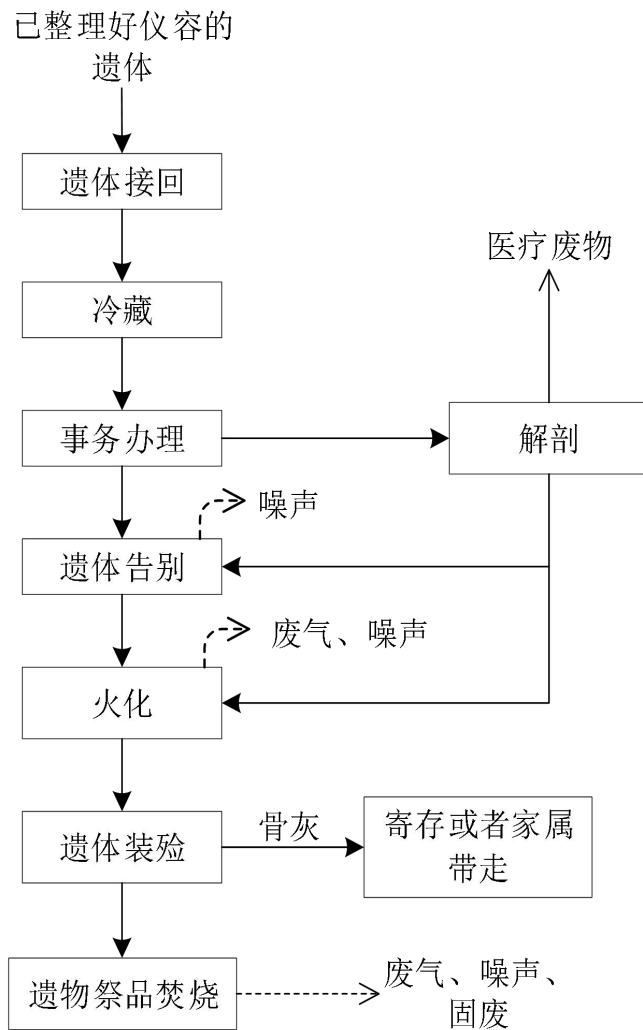 已整理好仪容的
遗体
遗体接回
医疗废物
冷藏
事务办理
解剖
噪声
遗体告别
废气、噪声
火化
骨灰
遗体装殓
寄存或者家属
带走
遗物祭品焚烧
废气、噪声、
固废